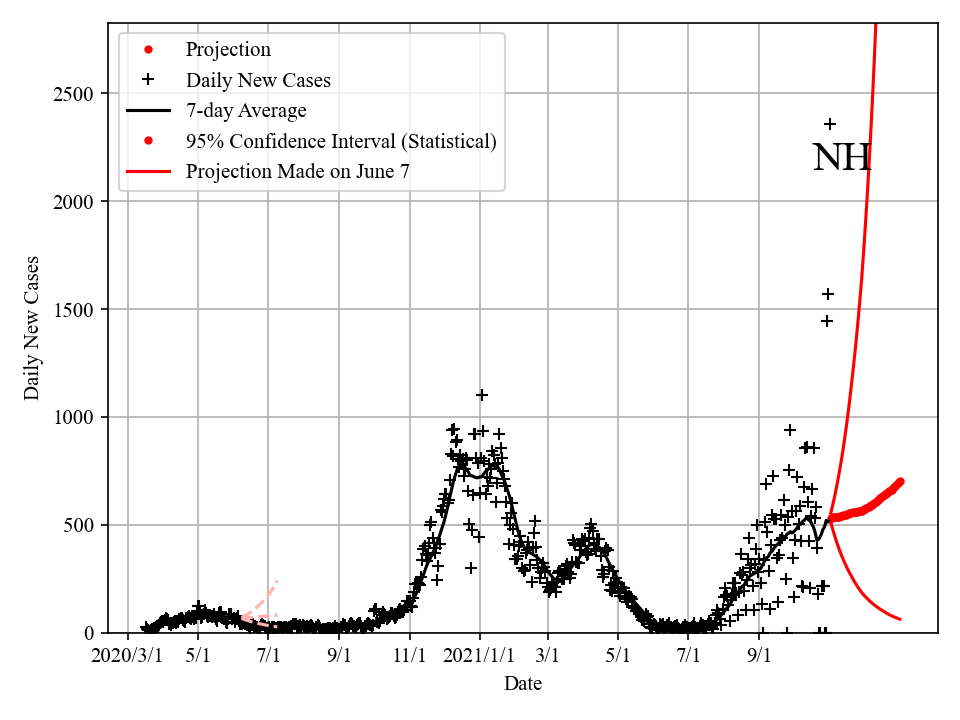 Projection
Daily New Cases
7-day Average
95% Confidence Interval (Statistical)
Projection Made on June 7
NH
Daily New Cases
2500
2000
1500
1000
500
0
2020/3/1 5/1 7/1 9/1 11/1 2021/1/1 3/1 5/1 7/1 9/1
Date